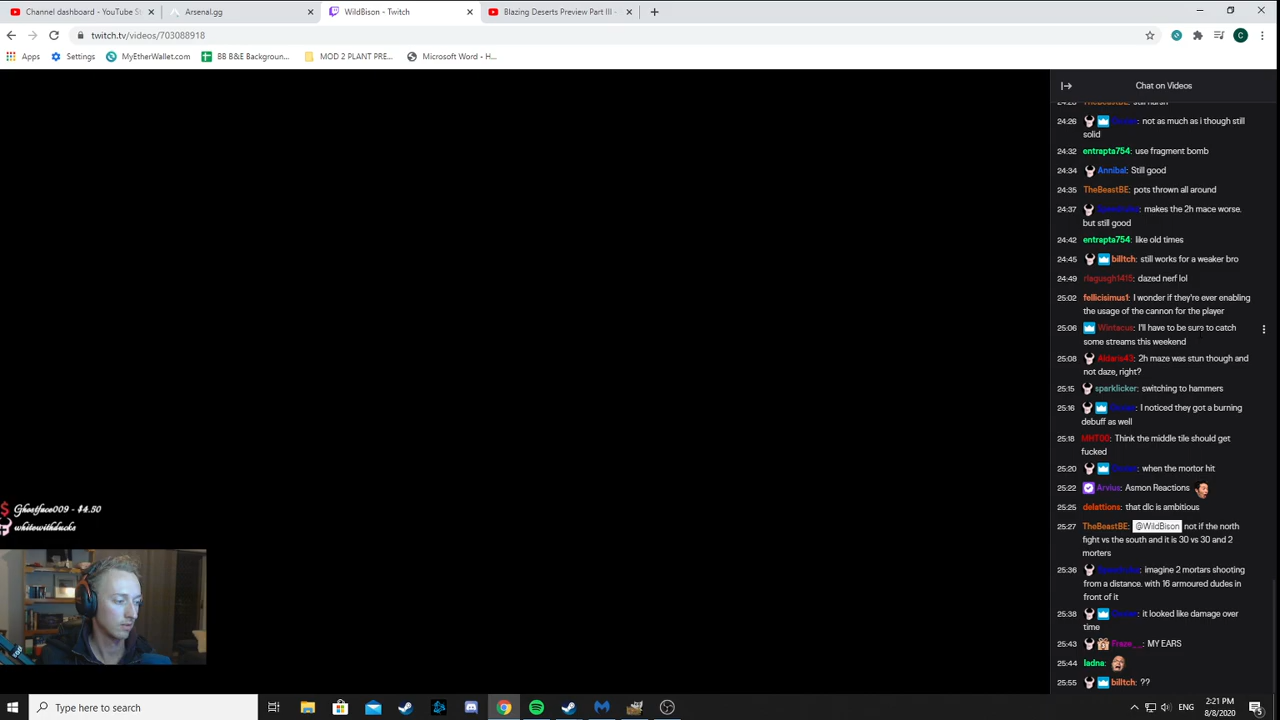 Channel dashboard - YouTube St
Arsenal.gg
WildBison - Twitch
Blazing Deserts Preview Part III -
twitch.tv/videos/703088918
C
Apps
Settings
MyEtherWallet.com
BB B&E Backgroun...
MOD 2 PLANT PRE...
Microsoft Word - H...
Chat on Videos
24:26 : not as much as i though still
solid
24:32 entrapta754: use fragment bomb
24:34 Annibal: Still good
24:35 TheBeastBE: pots thrown all around
24:37 : makes the 2h mace worse.
but still good
24:42 entrapta754: like old times
24:45 billtch: still works for a weaker bro
24:49 rlagusgh1415: dazed nerf lol
25:02 fellicisimus1: I wonder if they're ever enabling
the usage of the cannon for the player
25:06 Wintacus: I'll have to be sure to catch
some streams this weekend
25:08 Aldaris43: 2h maze was stun though and
not daze, right?
25:15 sparklicker: switching to hammers
25:16 : I noticed they got a burning
debuff as well
25:18 MHT00: Think the middle tile should get
fucked
25:20 : when the mortor hit
25:22 Arvius: Asmon Reactions
25:25 delattions: that dlc is ambitious
25:27 TheBeastBE: @WildBison not if the north
fight vs the south and it is 30 vs 30 and 2
morters
25:36 : imagine 2 mortars shooting
from a distance. with 16 armoured dudes in
front of it
25:38 : it looked like damage over
time
25:43 Fraze__: MY EARS
25:44 ladna:
25:55 billtch: ??
$ Ghostface009 - $4.50
whitewithducks
Type here to search
2:21 PM
8/8/2020